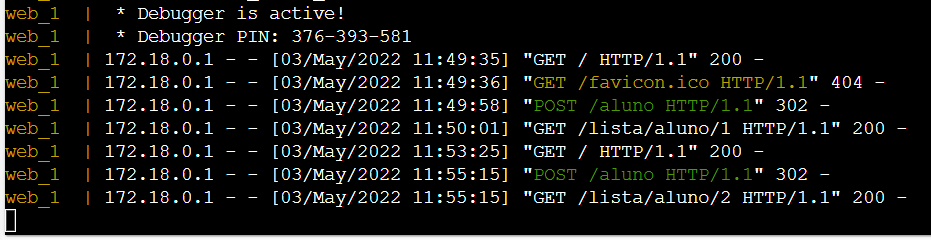 web_1  |  * Debugger is active!
web_1  |  * Debugger PIN: 376-393-581
web_1  | 172.18.0.1 - - [03/May/2022 11:49:35] "GET / HTTP/1.1" 200 -
web_1  | 172.18.0.1 - - [03/May/2022 11:49:36] "GET /favicon.ico HTTP/1.1" 404 -
web_1  | 172.18.0.1 - - [03/May/2022 11:49:58] "POST /aluno HTTP/1.1" 302 -
web_1  | 172.18.0.1 - - [03/May/2022 11:50:01] "GET /lista/aluno/1 HTTP/1.1" 200 -
web_1  | 172.18.0.1 - - [03/May/2022 11:53:25] "GET / HTTP/1.1" 200 -
web_1  | 172.18.0.1 - - [03/May/2022 11:55:15] "POST /aluno HTTP/1.1" 302 -
web_1  | 172.18.0.1 - - [03/May/2022 11:55:15] "GET /lista/aluno/2 HTTP/1.1" 200 -